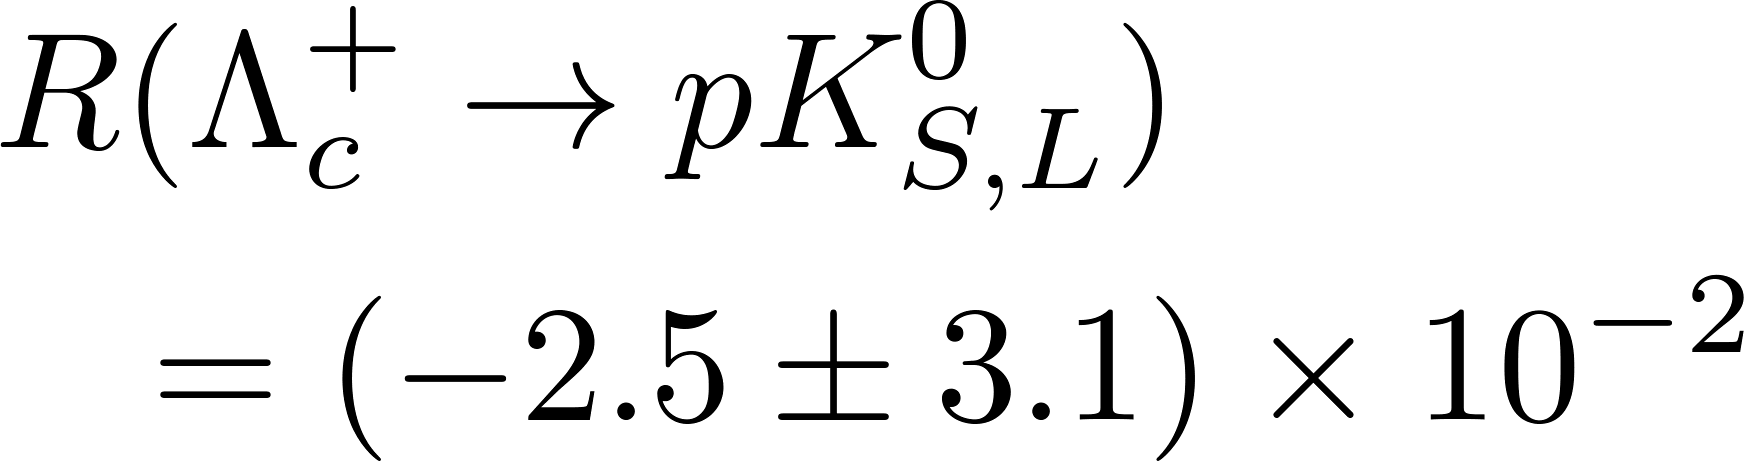 R(Λ_c^+ → pK^0_{S,L})
= (−2.5 ± 3.1) × 10^{−2}